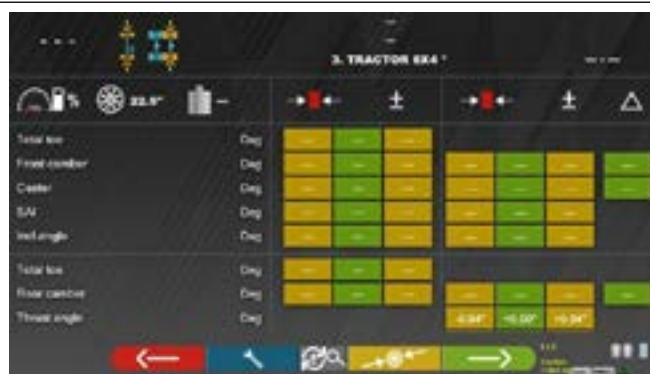 --- -- 
3. TRACTOR 6X4 *
% 22.5" -
± ±
Total toe Deg
Front camber Deg
Caster Deg
SAI Deg
Incl.angle Deg
Total toe Deg
Rear camber Deg
Thrust angle Deg -0.04° +0.00° +0.04°